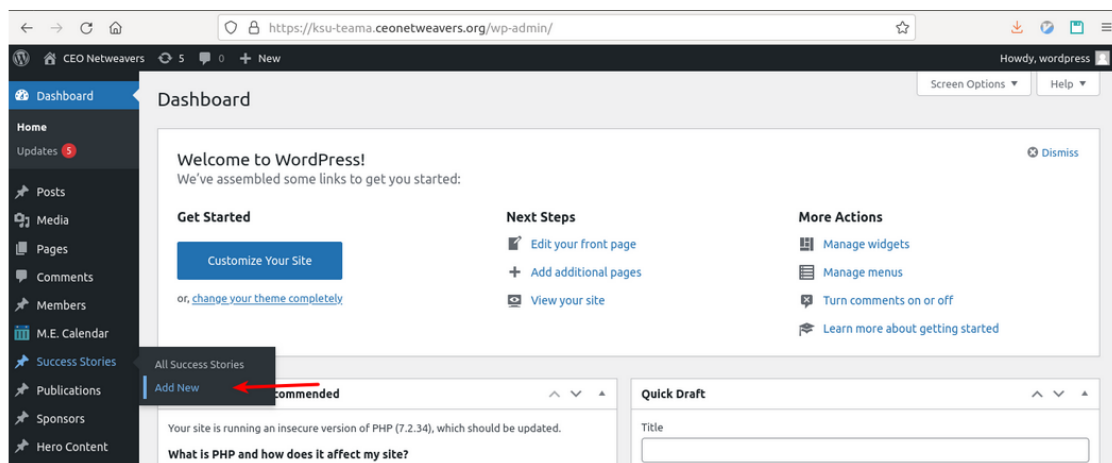 https://ksu-teama.ceonetweavers.org/wp-admin/
CEO Netweavers 5 0 + New Howdy, wordpress
Screen Options ▼ Help ▼
Dashboard
Dashboard
Home
Updates 5
Posts
Media
Pages
Comments
Members
M.E. Calendar
Success Stories
Publications
Sponsors
Hero Content
All Success Stories
Add New
Welcome to WordPress!
Dismiss
We've assembled some links to get you started:
Get Started
Customize Your Site
or, change your theme completely
Next Steps
Edit your front page
Add additional pages
View your site
More Actions
Manage widgets
Manage menus
Turn comments on or off
Learn more about getting started
commended
Your site is running an insecure version of PHP (7.2.34), which should be updated.
What is PHP and how does it affect my site?
Quick Draft
Title